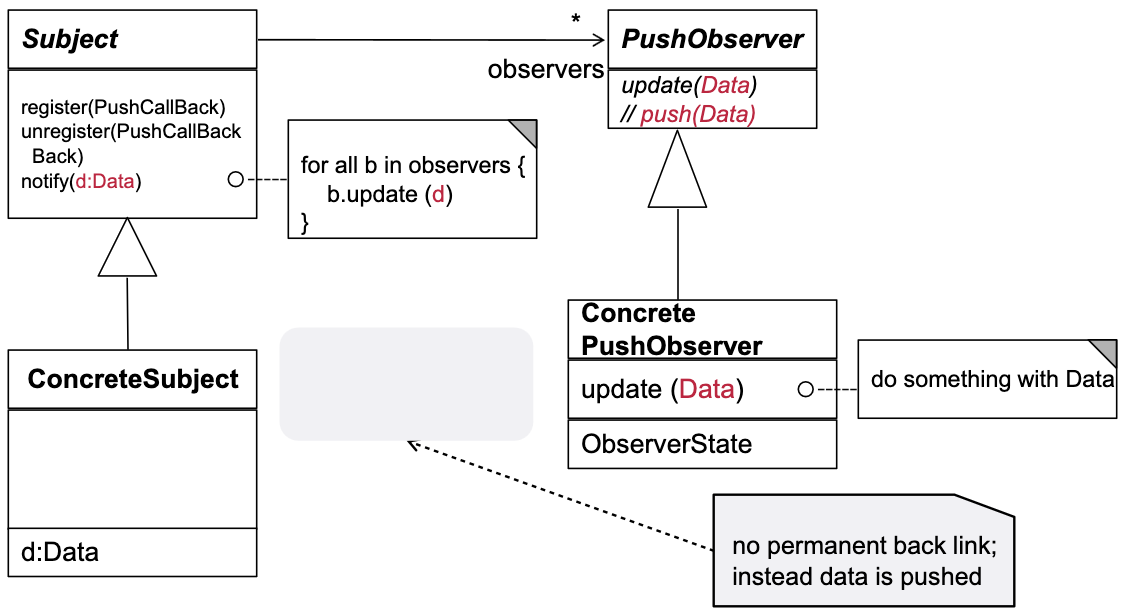 Subject
register(PushCallBack)
unregister(PushCallBack
Back)
notify(d:Data)
*
observers
PushObserver
update(Data)
// push(Data)
for all b in observers {
b.update (d)
}
ConcreteSubject
d:Data
Concrete
PushObserver
update (Data)
ObserverState
do something with Data
no permanent back link;
instead data is pushed